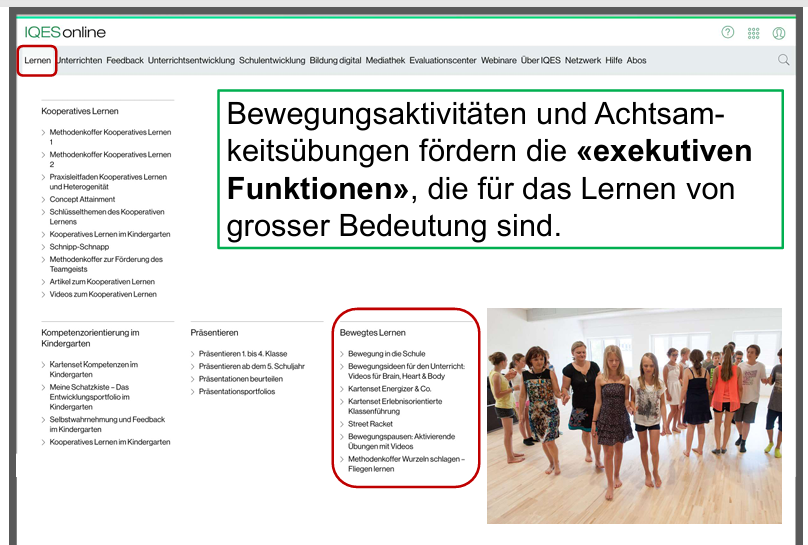 IQES online
Lernen Unterrichten Feedback Unterrichtsentwicklung Schulentwicklung Bildung digital Mediathek Evaluationscenter Webinare Über IQES Netzwerk Hilfe Abos
Kooperatives Lernen
Methodenkoffer Kooperatives Lernen
1
Methodenkoffer Kooperatives Lernen
2
Praxisleitfaden Kooperatives Lernen
und Heterogenität
Concept Attainment
Schlüsselthemen des Kooperativen
Lernens
Kooperatives Lernen im Kindergarten
Schnipp-Schnapp
Methodenkoffer zur Förderung des
Teamgeists
Artikel zum Kooperativen Lernen
Videos zum Kooperativen Lernen
Bewegungsaktivitäten und Achtsam-
keitsübungen fördern die «exekutiven
Funktionen», die für das Lernen von
grosser Bedeutung sind.
Kompetenzorientierung im
Kindergarten
Kartenset Kompetenzen im
Kindergarten
Meine Schatzkiste – Das
Entwicklungsportfolio im
Kindergarten
Selbstwahrnehmung und Feedback
im Kindergarten
Kooperatives Lernen im Kindergarten
Präsentieren
Präsentieren 1. bis 4. Klasse
Präsentieren ab dem 5. Schuljahr
Präsentationen beurteilen
Präsentationsportfolios
Bewegtes Lernen
Bewegung in die Schule
Bewegungsideen für den Unterricht:
Videos für Brain, Heart & Body
Kartenset Energizer & Co.
Kartenset Erlebnisorientierte
Klassenführung
Street Racket
Bewegungspausen: Aktivierende
Übungen mit Videos
Methodenkoffer Wurzeln schlagen –
Fliegen lernen